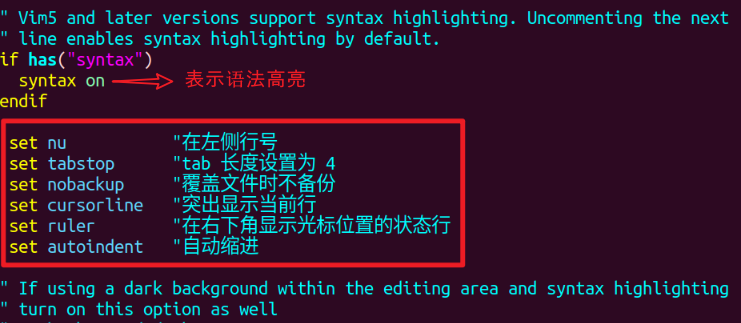 " Vim5 and later versions support syntax highlighting. Uncommenting the next
" line enables syntax highlighting by default.
if has("syntax")
  syntax on 表示语法高亮
endif
set nu "在左侧行号
set tabstop "tab 长度设置为 4
set nobackup "覆盖文件时不备份
set cursorline "突出显示当前行
set ruler "在右下角显示光标位置的状态行
set autoindent "自动缩进
" If using a dark background within the editing area and syntax highlighting
" turn on this option as well